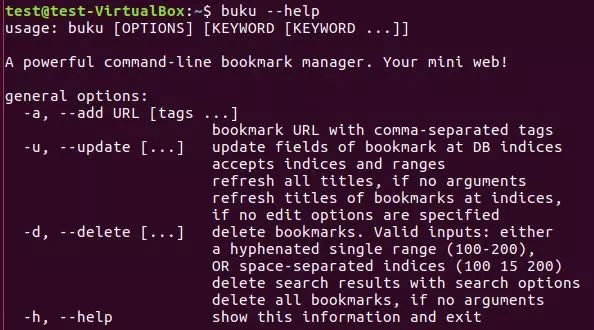 test@test-VirtualBox:~$ buku --help
usage: buku [OPTIONS] [KEYWORD [KEYWORD ...]]
A powerful command-line bookmark manager. Your mini web!
general options:
-a, --add URL [tags ...]
bookmark URL with comma-separated tags
-u, --update [...] update fields of bookmark at DB indices
accepts indices and ranges
refresh all titles, if no arguments
refresh titles of bookmarks at indices,
if no edit options are specified
-d, --delete [...] delete bookmarks. Valid inputs: either
a hyphenated single range (100-200),
OR space-separated indices (100 15 200)
delete search results with search options
delete all bookmarks, if no arguments
-h, --help show this information and exit